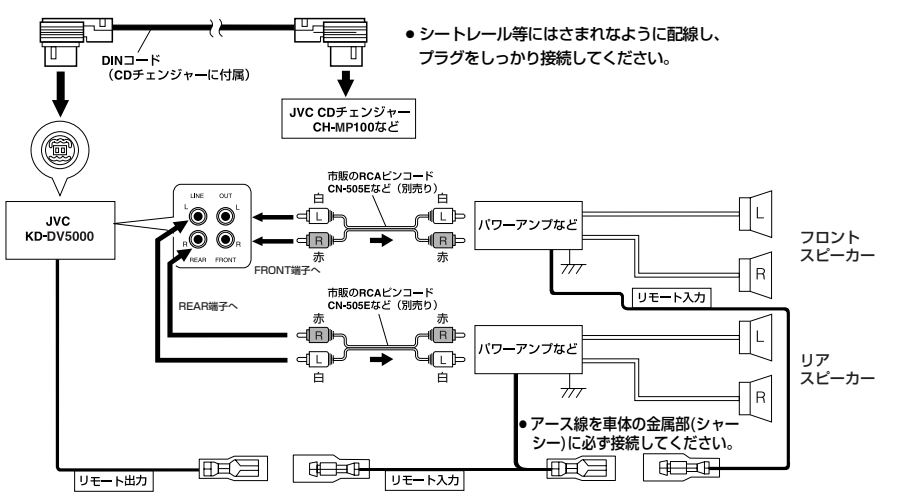 DINコード
(CDチェンジャーに付属)
● シートレール等にはさまれなように配線し、
プラグをしっかり接続してください。
JVC CDチェンジャー
CH-MP100など
JVC
KD-DV5000
LINE OUT
L L
R R
REAR FRONT
市販のRCAピンコード
CN-505Eなど(別売り)
白 白
L L
R R
赤 赤
FRONT端子へ
パワーアンプなど
L
R
フロント
スピーカー
リモート入力
REAR端子へ
市販のRCAピンコード
CN-505Eなど(別売り)
赤 赤
R R
L L
白 白
パワーアンプなど
L
R
リア
スピーカー
● アース線を車体の金属部(シャー
シー)に必ず接続してください。
リモート出力
リモート入力